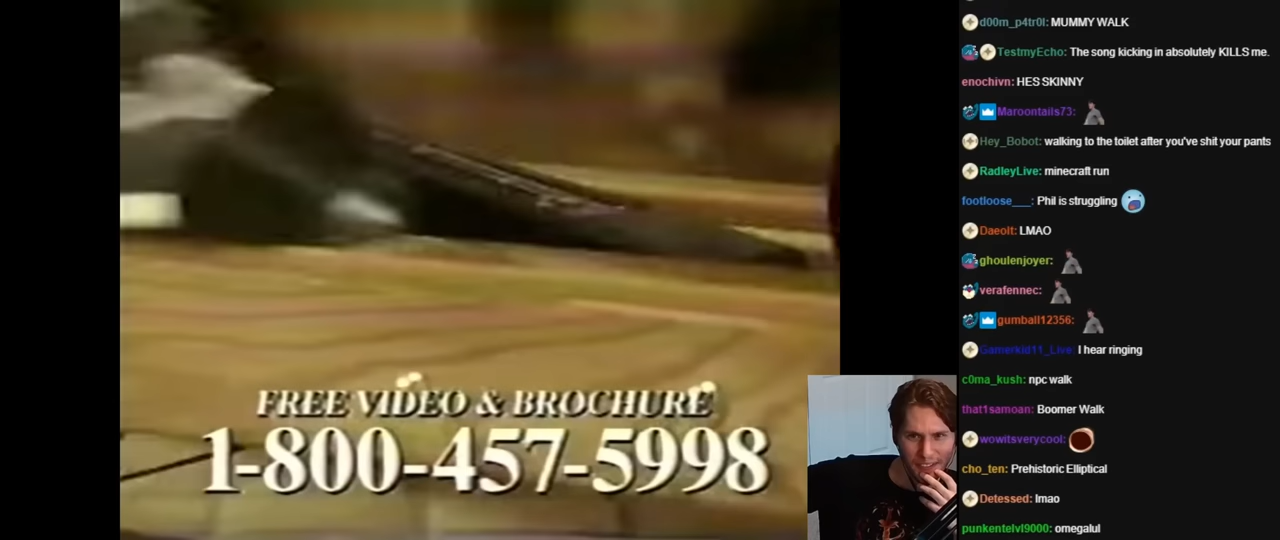 FREE VIDEO & BROCHURE
1-800-457-5998
d00m_p4tr0l: MUMMY WALK
TestmyEcho: The song kicking in absolutely KILLS me.
enochivn: HES SKINNY
Maroontails73:
Hey_Bobot: walking to the toilet after you've shit your pants
RadleyLive: minecraft run
footloose___: Phil is struggling
Daeolt: LMAO
ghoulenjoyer:
verafennec:
gumball12356:
Gamerkid11_Live: I hear ringing
c0ma_kush: npc walk
that1samoan: Boomer Walk
wowitsverycool:
cho_ten: Prehistoric Elliptical
Detessed: lmao
punkentelvl9000: omegalul